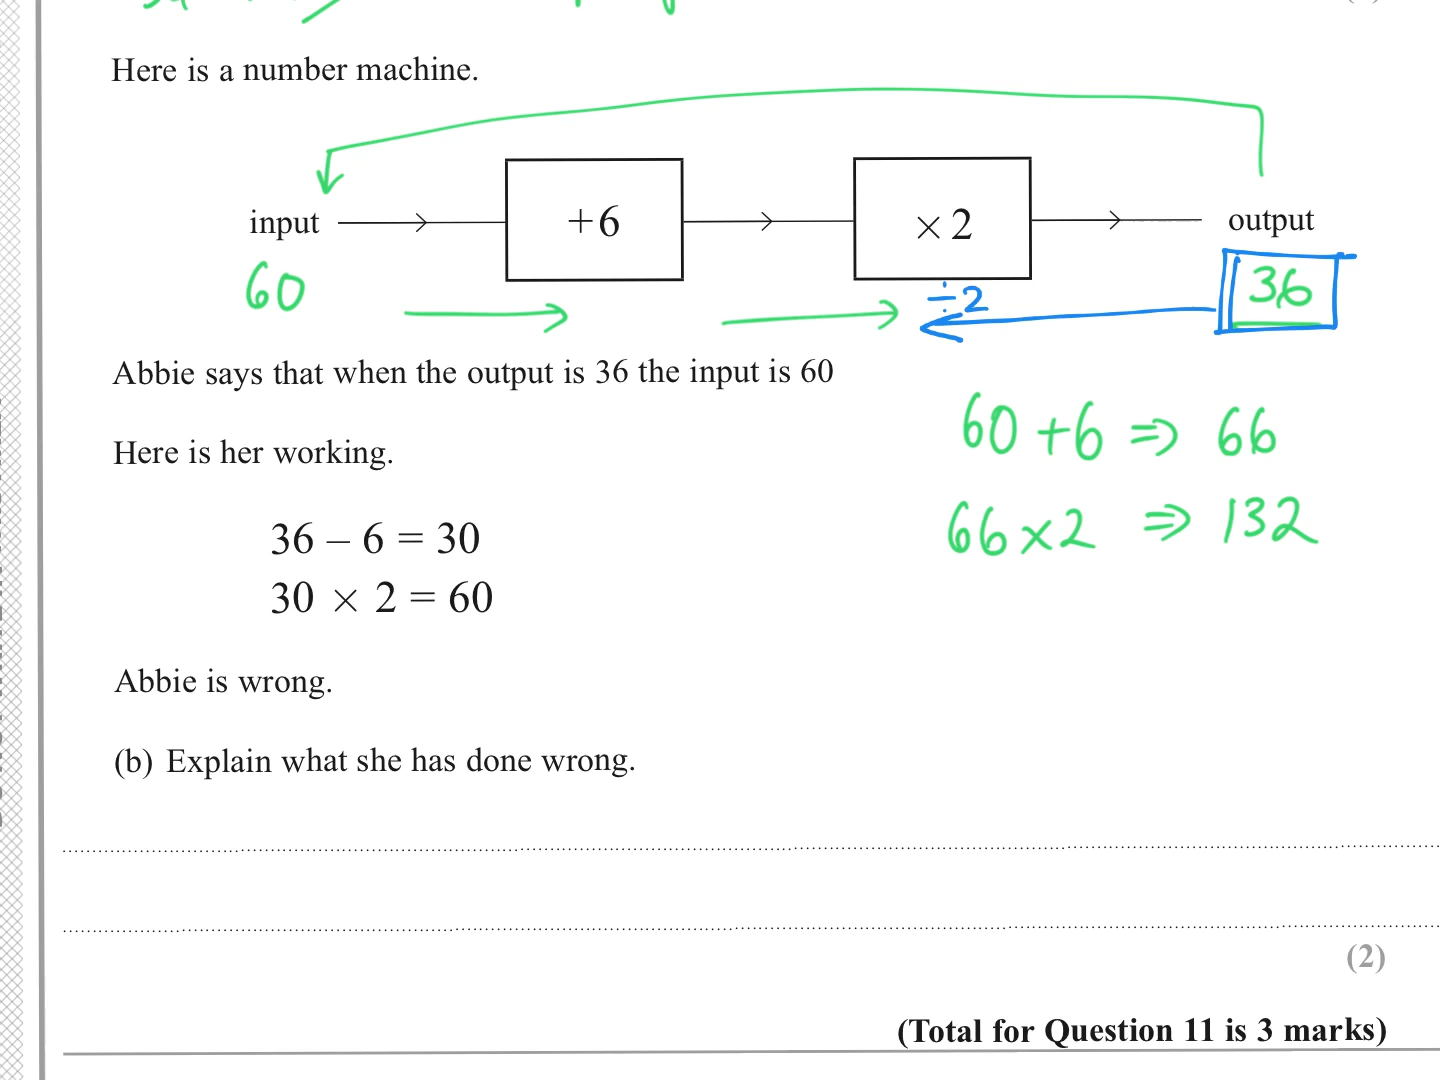 Here is a number machine.
input +6 × 2 output
60 ÷2 36
Abbie says that when the output is 36 the input is 60
60 +6 ⇒ 66
Here is her working.
66 x 2 ⇒ 132
36 – 6 = 30
30 × 2 = 60
Abbie is wrong.
(b) Explain what she has done wrong.
(2)
(Total for Question 11 is 3 marks)